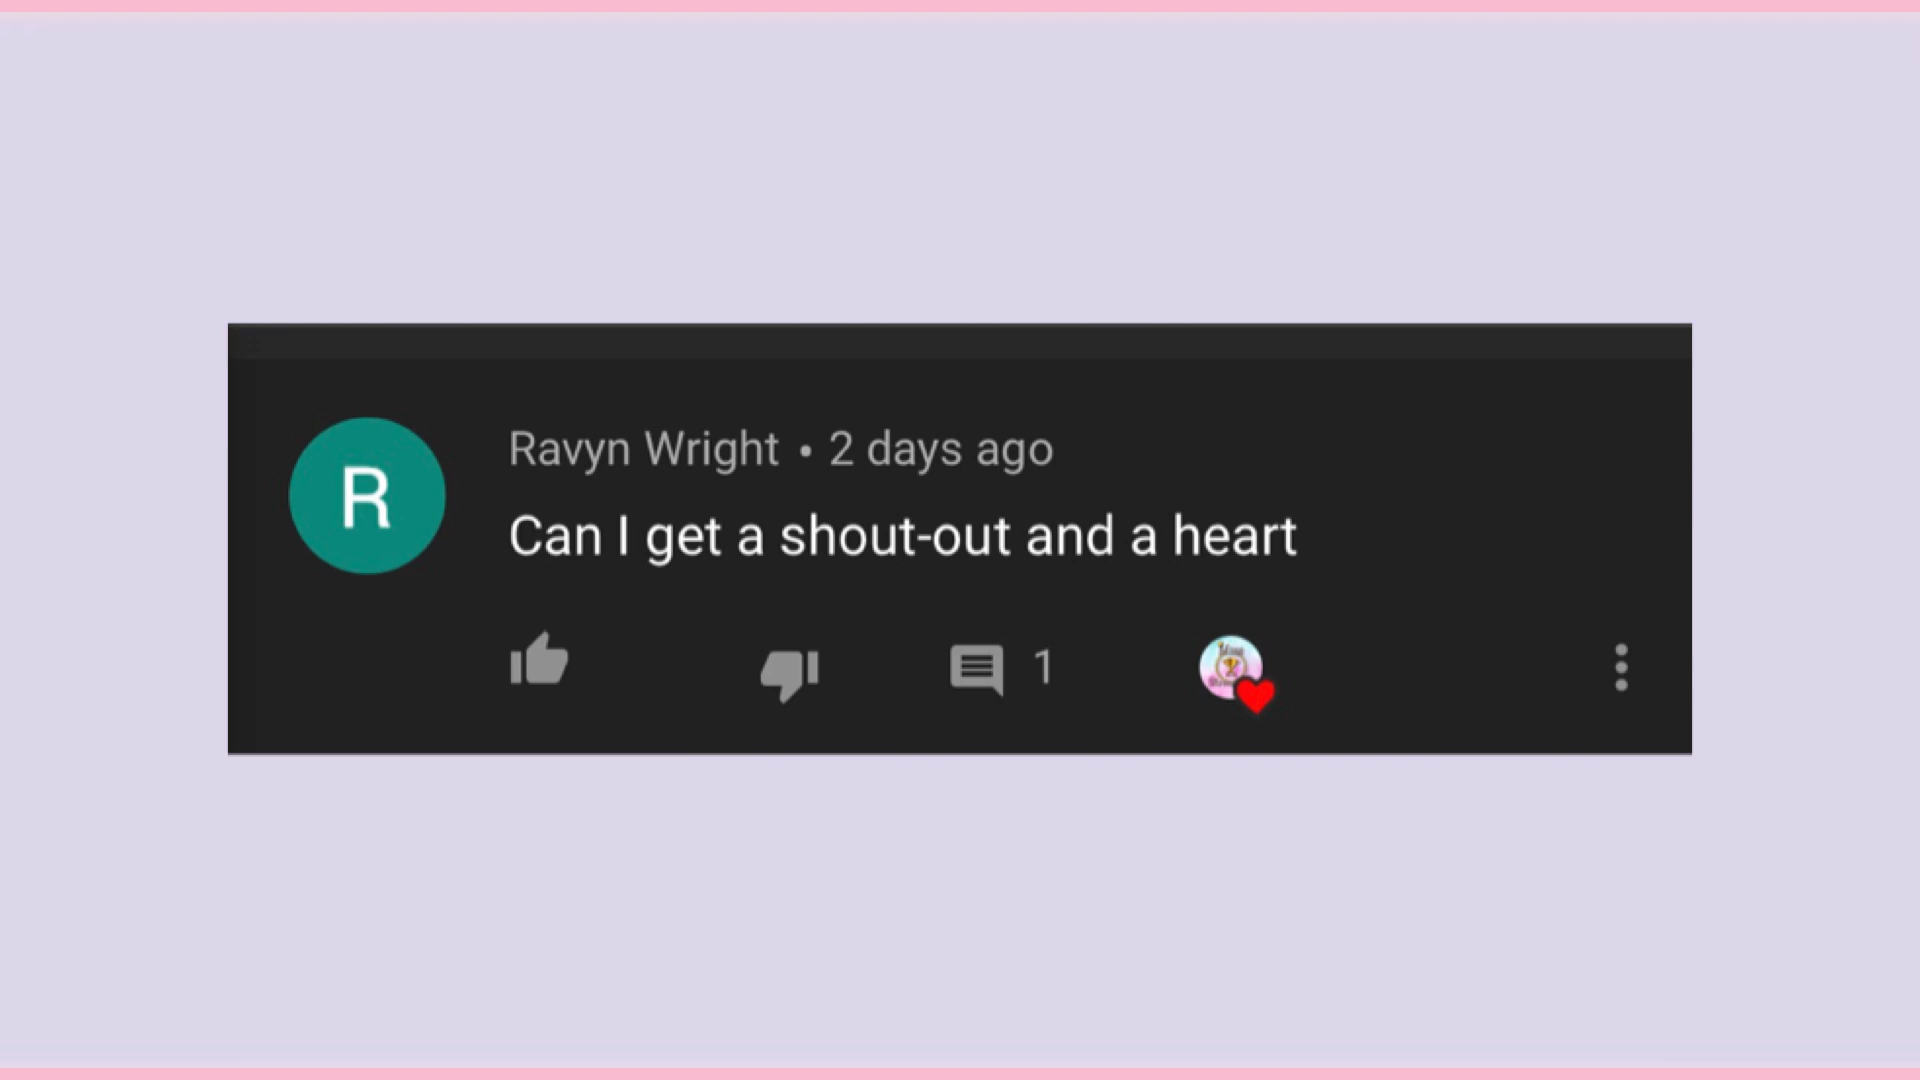 R
Ravyn Wright • 2 days ago
Can I get a shout-out and a heart
1